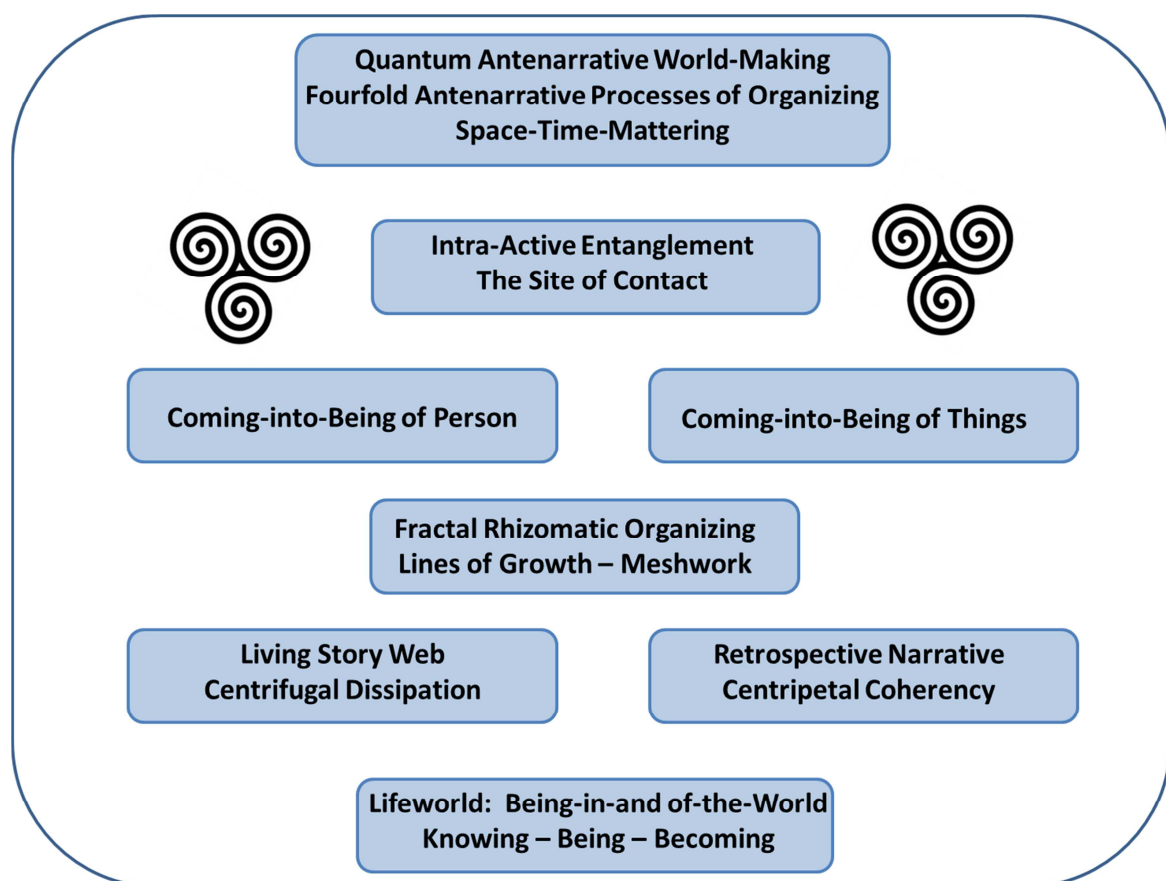 Quantum Antenarrative World-Making
Fourfold Antenarrative Processes of Organizing
Space-Time-Mattering
Intra-Active Entanglement
The Site of Contact
Coming-into-Being of Person
Coming-into-Being of Things
Fractal Rhizomatic Organizing
Lines of Growth – Meshwork
Living Story Web
Centrifugal Dissipation
Retrospective Narrative
Centripetal Coherency
Lifeworld: Being-in-and of-the-World
Knowing – Being – Becoming